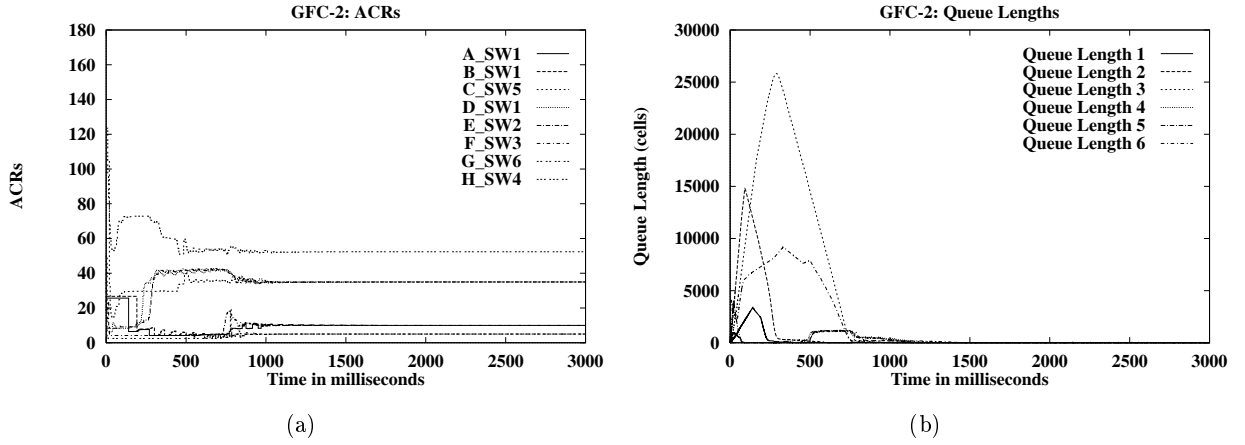 GFC-2: ACRs
180
160
140
120
100
80
60
40
20
0
ACRs
A_SW1
B_SW1
C_SW5
D_SW1
E_SW2
F_SW3
G_SW6
H_SW4
0 500 1000 1500 2000 2500 3000
Time in milliseconds
(a)
GFC-2: Queue Lengths
30000
25000
20000
15000
10000
5000
0
Queue Length (cells)
Queue Length 1
Queue Length 2
Queue Length 3
Queue Length 4
Queue Length 5
Queue Length 6
0 500 1000 1500 2000 2500 3000
Time in milliseconds
(b)